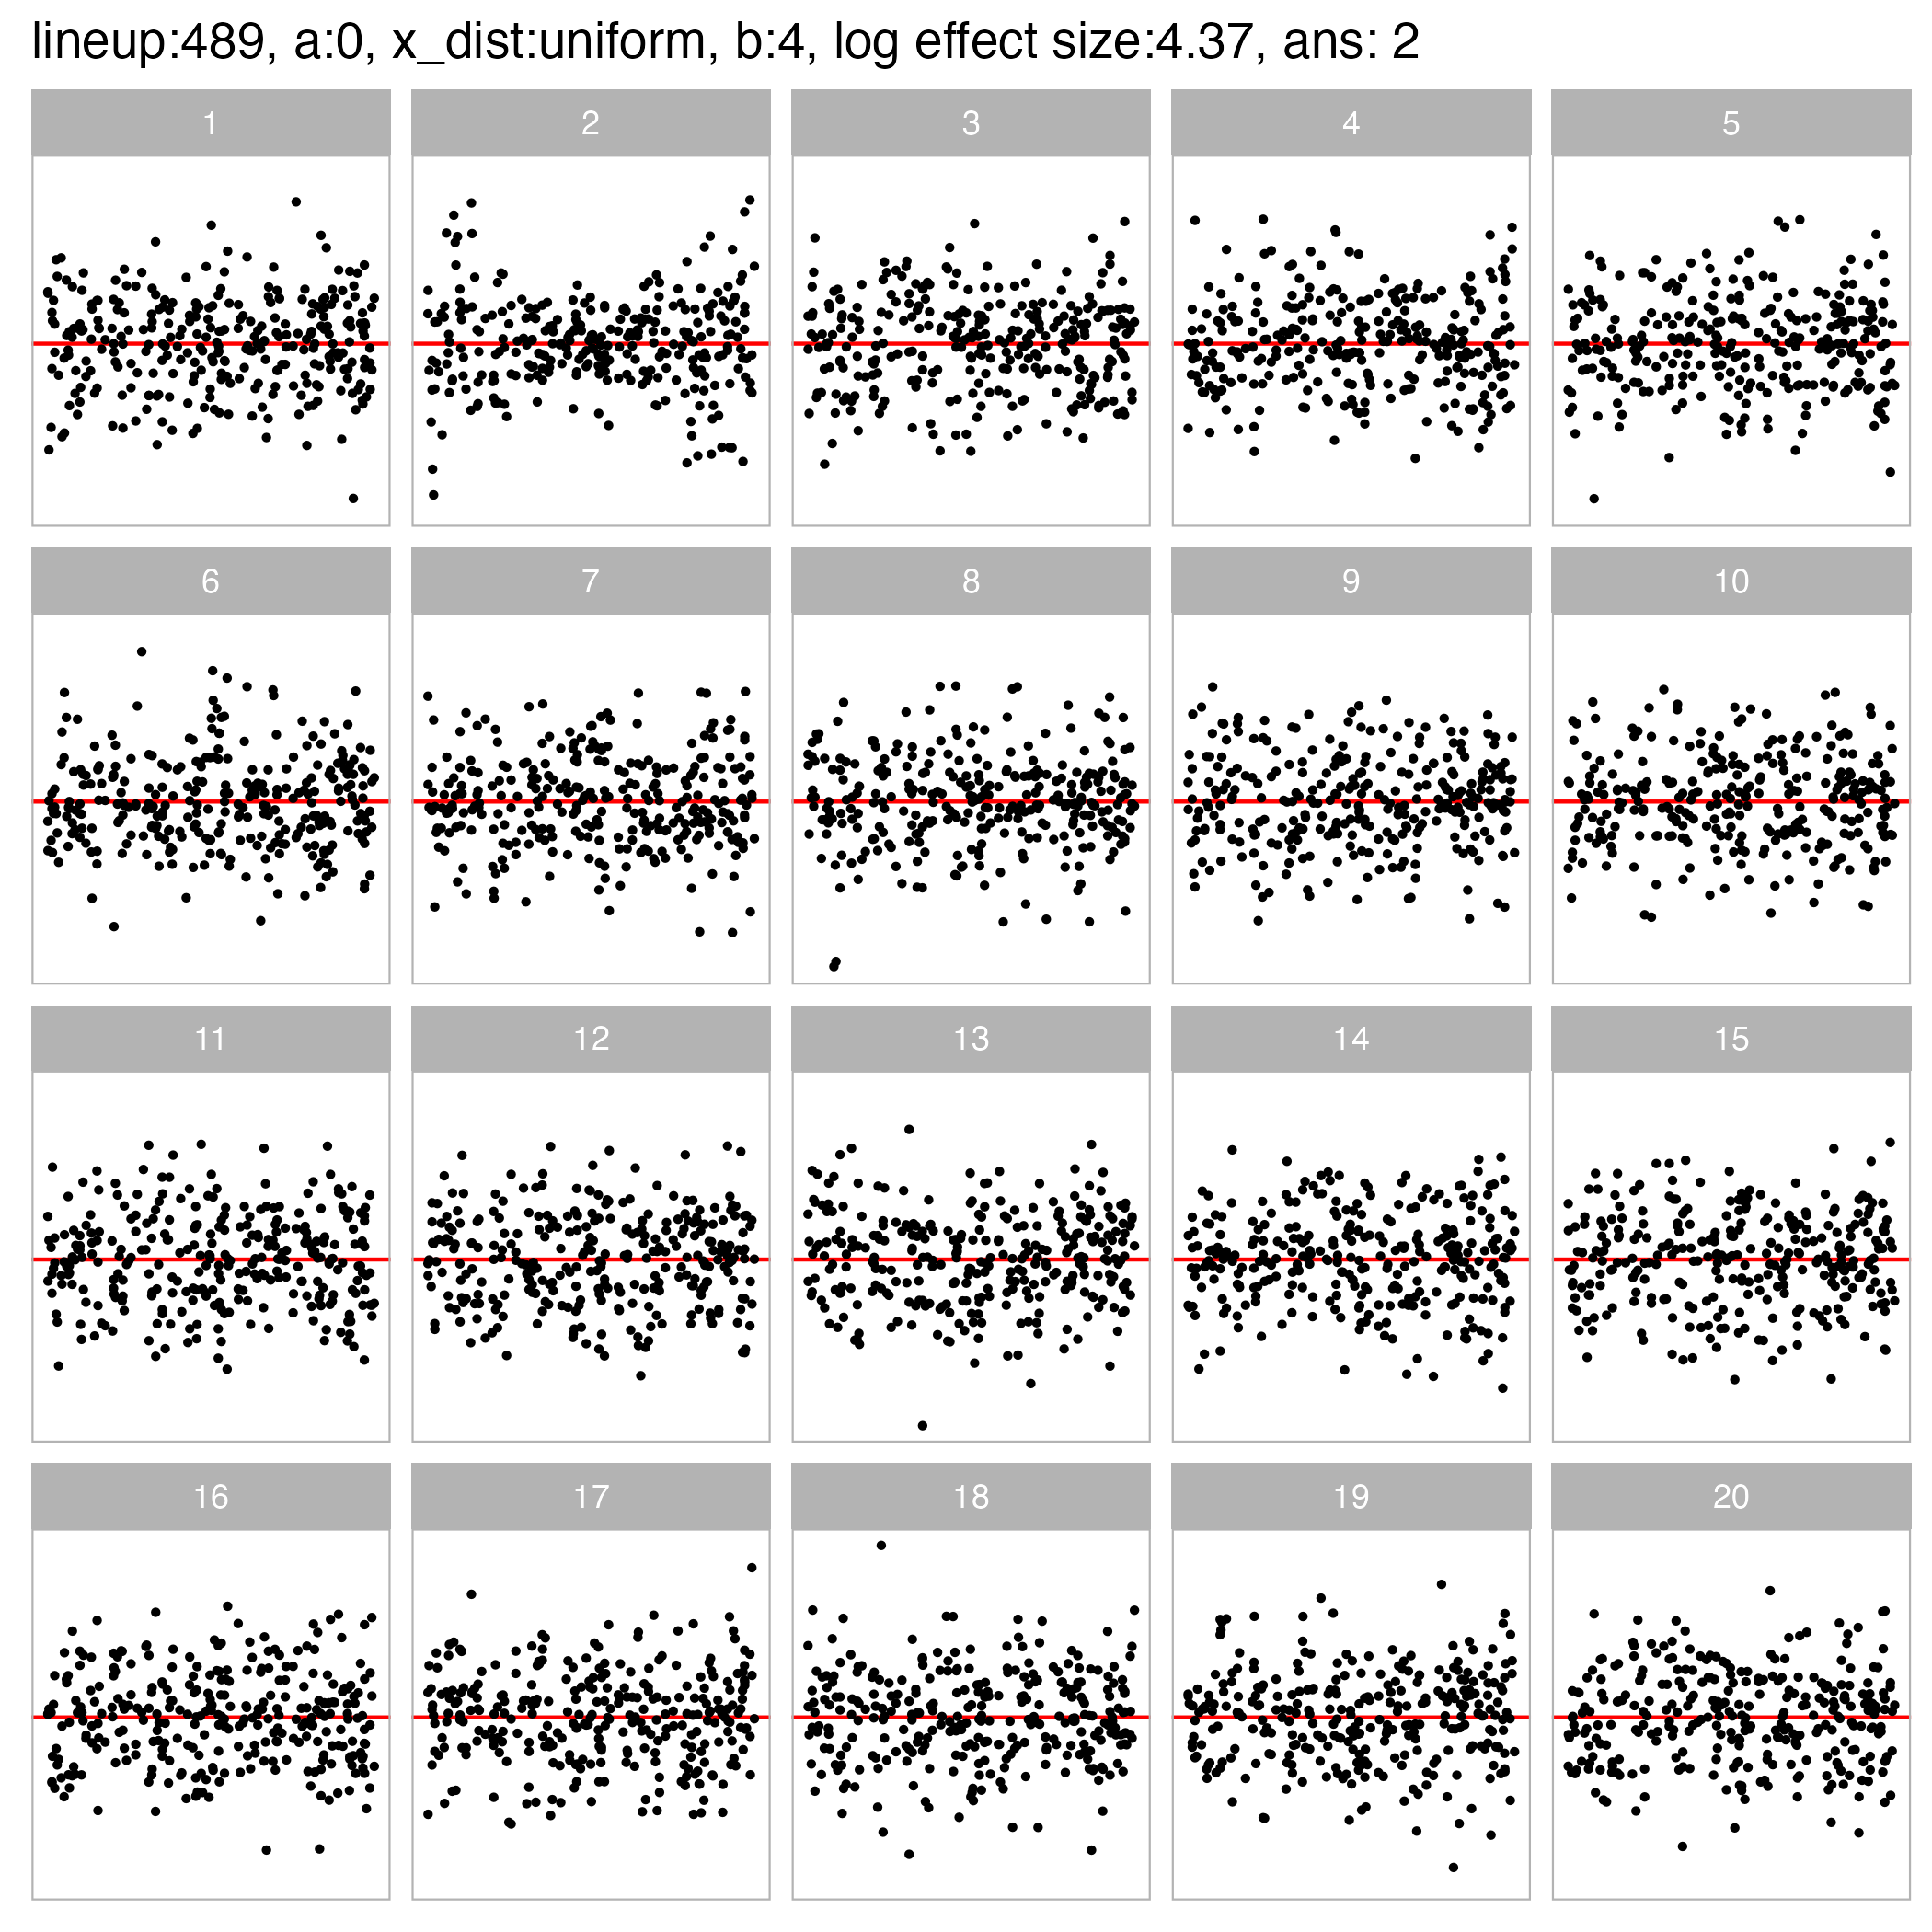 lineup:489, a:0, x_dist:uniform, b:4, log effect size:4.37, ans: 2
1 2 3 4 5
6 7 8 9 10
11 12 13 14 15
16 17 18 19 20